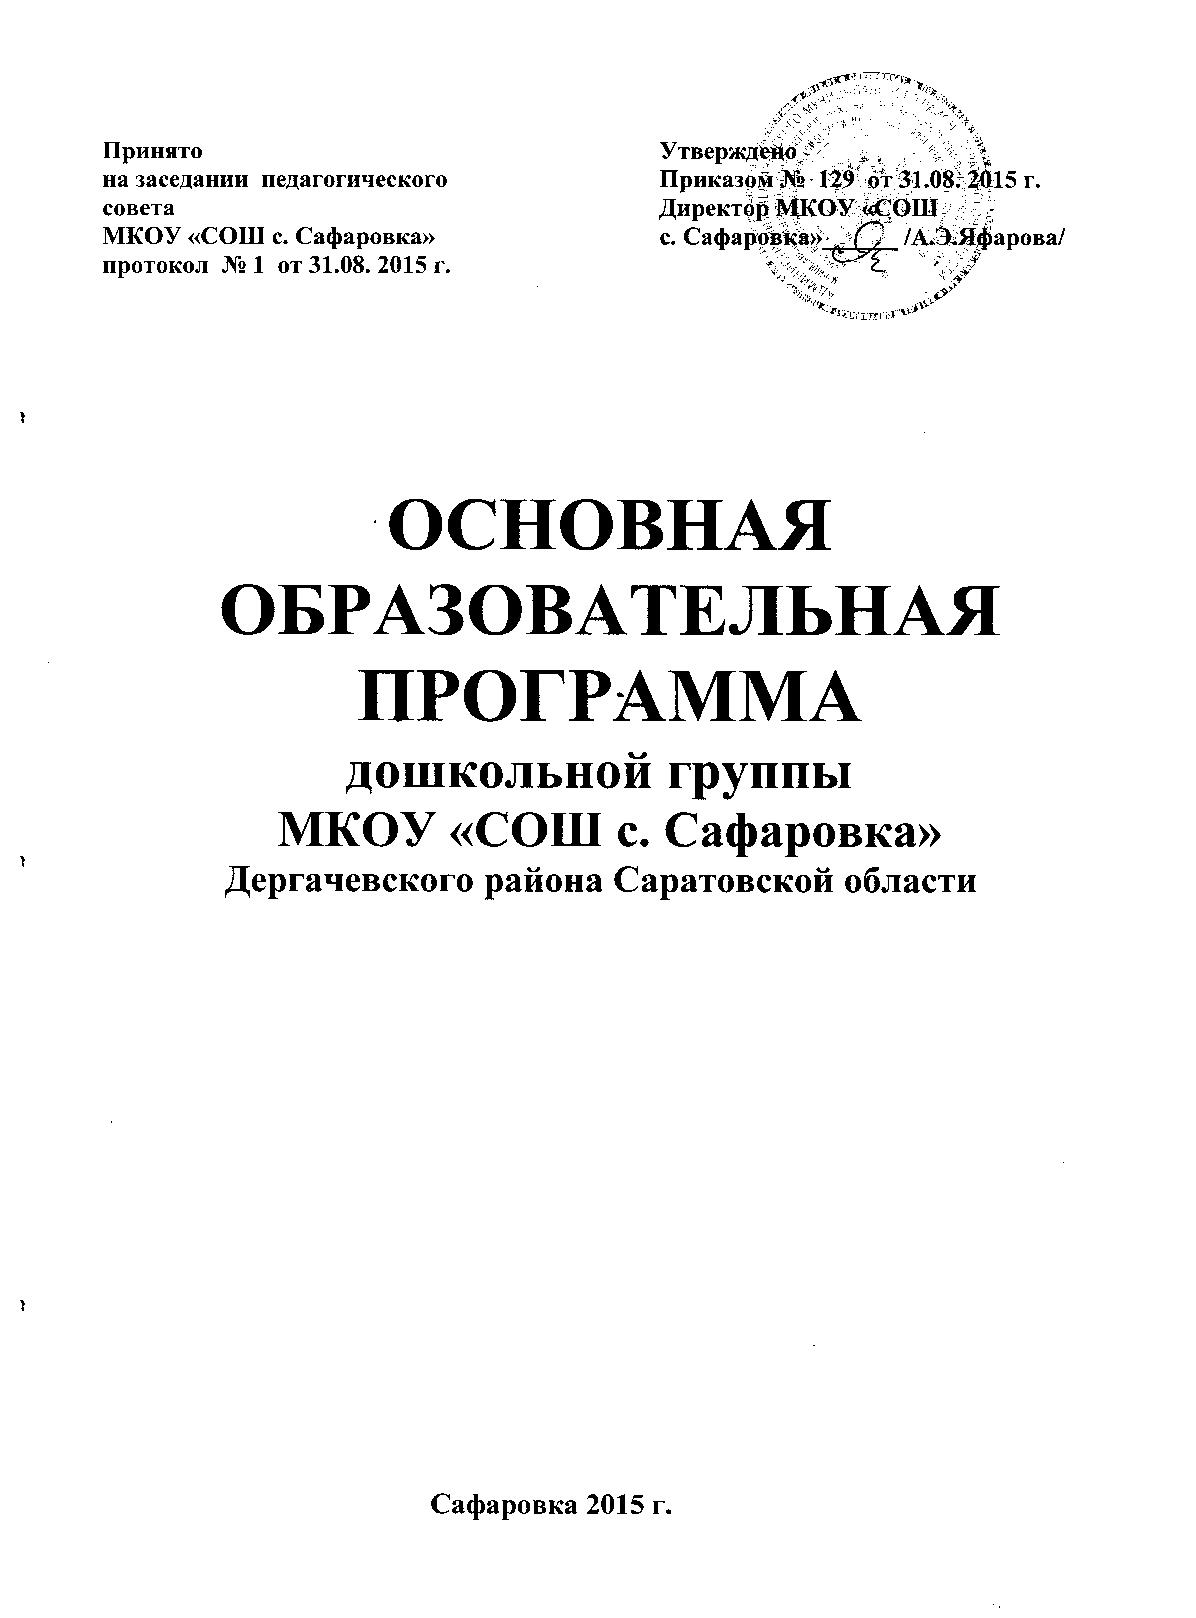 Принято
на заседании педагогического
совета
МКОУ «СОШ с. Сафаровка»
протокол № 1 от 31.08. 2015 г.
Утверждено
Приказом № 129 от 31.08. 2015 г.
Директор МКОУ «СОШ
с. Сафаровка»______ /А.Э.Яфарова/
ОСНОВНАЯ
ОБРАЗОВАТЕЛЬНАЯ
ПРОГРАММА
дошкольной группы
МКОУ «СОШ с. Сафаровка»
Дергачевского района Саратовской области
Сафаровка 2015 г.